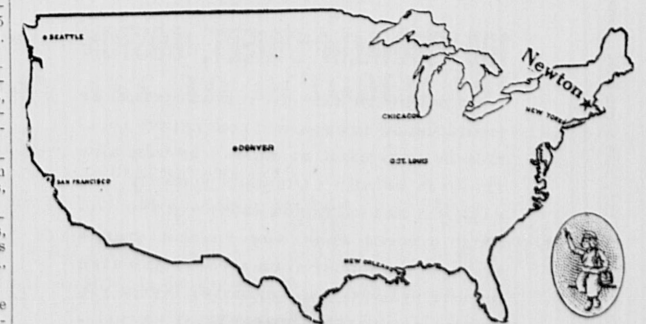 SEATTLE
Newton
CHICAGO
NEW YORK
DENVER
ST. LOUIS
SAN FRANCISCO
NEW ORLEANS